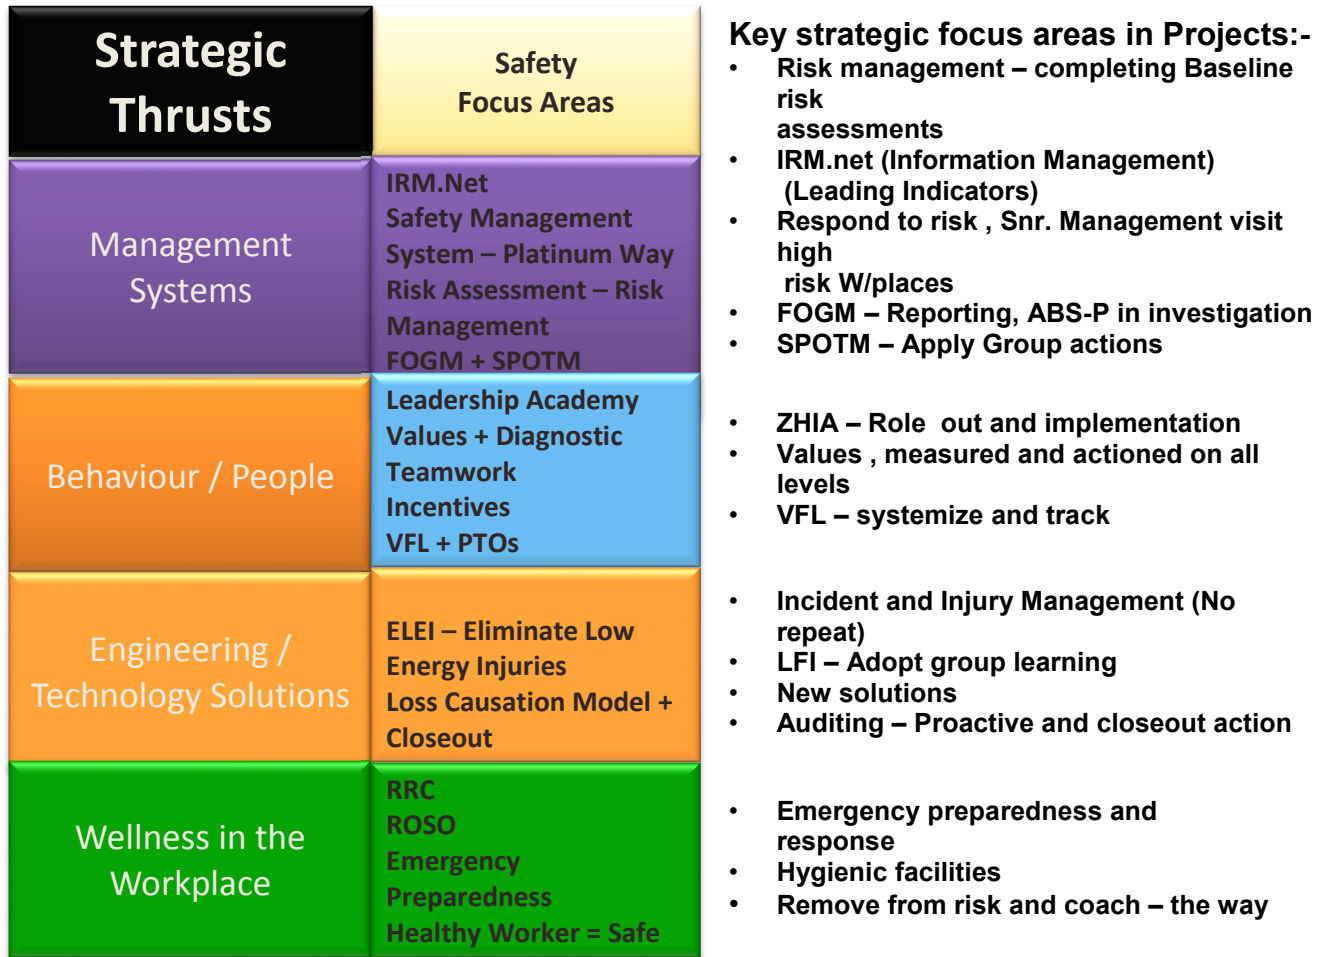 Strategic
Thrusts
Safety
Focus Areas
Management
Systems
IRM.Net
Safety Management
System – Platinum Way
Risk Assessment – Risk
Management
FOGM + SPOTM
Behaviour / People
Leadership Academy
Values + Diagnostic
Teamwork
Incentives
VFL + PTOs
Engineering /
Technology Solutions
ELEI – Eliminate Low
Energy Injuries
Loss Causation Model +
Closeout
Wellness in the
Workplace
RRC
ROSO
Emergency
Preparedness
Healthy Worker = Safe
Key strategic focus areas in Projects:-
• Risk management – completing Baseline
risk
assessments
• IRM.net (Information Management)
(Leading Indicators)
• Respond to risk , Snr. Management visit
high
risk W/places
• FOGM – Reporting, ABS-P in investigation
• SPOTM – Apply Group actions
• ZHIA – Role out and implementation
• Values , measured and actioned on all
levels
• VFL – systemize and track
• Incident and Injury Management (No
repeat)
• LFI – Adopt group learning
• New solutions
• Auditing – Proactive and closeout action
• Emergency preparedness and
response
• Hygienic facilities
• Remove from risk and coach – the way